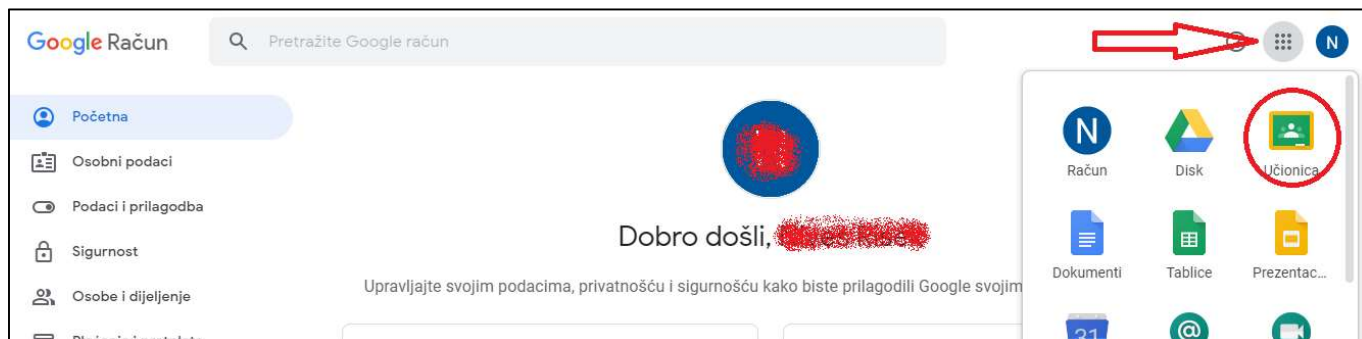 Google Račun
Pretražite Google račun
N
Početna
Osobni podaci
Podaci i prilagodba
Sigurnost
Osobe i dijeljenje
Dobro došli,
Upravljajte svojim podacima, privatnošću i sigurnošću kako biste prilagodili Google svojim
N
Račun
Disk
Učionica
Dokumenti
Tablice
Prezentac...
31
@